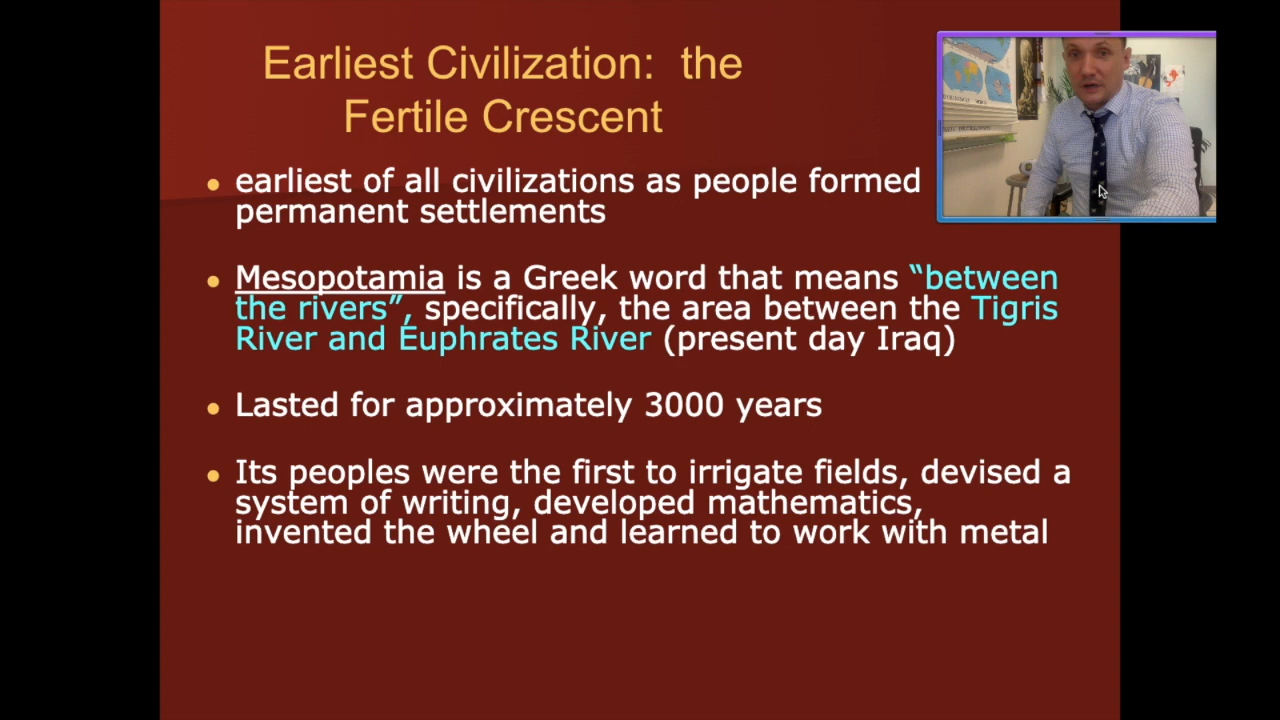 Earliest Civilization: the
Fertile Crescent
earliest of all civilizations as people formed
permanent settlements
Mesopotamia is a Greek word that means “between
the rivers”, specifically, the area between the Tigris
River and Euphrates River (present day Iraq)
Lasted for approximately 3000 years
Its peoples were the first to irrigate fields, devised a
system of writing, developed mathematics,
invented the wheel and learned to work with metal